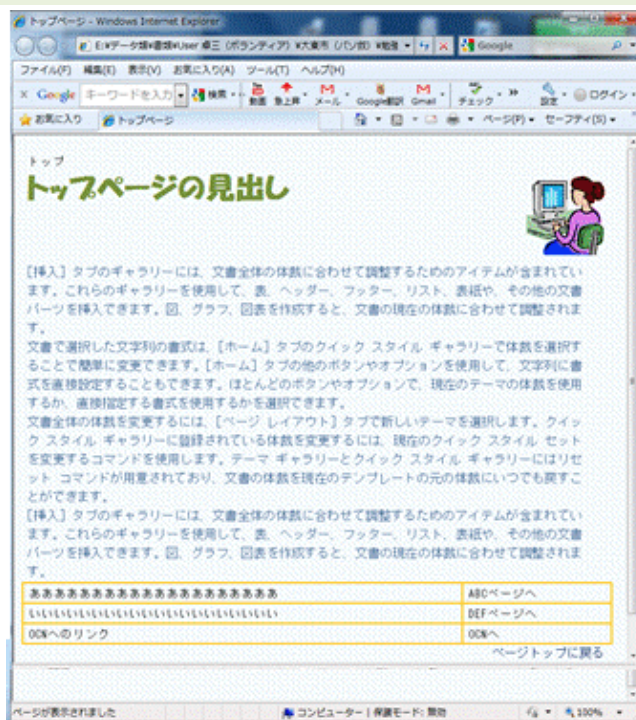 トップページ - Windows Internet Explorer
E:¥データ類¥書類¥User 卓三 (ボランティア) ¥大東市 (パソ救) ¥勉強
Google
ファイル(F) 編集(E) 表示(V) お気に入り(A) ツール(T) ヘルプ(H)
× Google キーワードを入力 検索 動画 急上昇 メール Google翻訳 Gmail チェック 設定 ログイン
お気に入り トップページ ページ(P) セーフティ(S)
トップ
トップページの見出し
[挿入] タブのギャラリーには、文書全体の体裁に合わせて調整するためのアイテムが含まれてい
ます。これらのギャラリーを使用して、表、ヘッダー、フッター、リスト、表紙や、その他の文書
パーツを挿入できます。図、グラフ、図表を作成すると、文書の現在の体裁に合わせて調整されま
す。
文書で選択した文字列の書式は、[ホーム] タブのクイック スタイル ギャラリーで体裁を選択す
ることで簡単に変更できます。[ホーム] タブの他のボタンやオプションを使用して、文字列に書
式を直接設定することもできます。ほとんどのボタンやオプションで、現在のテーマの体裁を使用
するか、直接指定する書式を使用するかを選択できます。
文書全体の体裁を変更するには、[ページ レイアウト] タブで新しいテーマを選択します。クイッ
ク スタイル ギャラリーに登録されている体裁を変更するには、現在のクイック スタイル セット
を変更するコマンドを使用します。テーマ ギャラリーとクイック スタイル ギャラリーにはリセ
ット コマンドが用意されており、文書の体裁を現在のテンプレートの元の体裁にいつでも戻すこ
とができます。
[挿入] タブのギャラリーには、文書全体の体裁に合わせて調整するためのアイテムが含まれてい
ます。これらのギャラリーを使用して、表、ヘッダー、フッター、リスト、表紙や、その他の文書
パーツを挿入できます。図、グラフ、図表を作成すると、文書の現在の体裁に合わせて調整されま
す。
ああああああああああああああああああああ ABCページへ
いいいいいいいいいいいいいいいいいいいい DEFページへ
OCNへのリンク OCNへ
ページトップに戻る
ページが表示されました コンピューター | 保護モード: 無効 100%